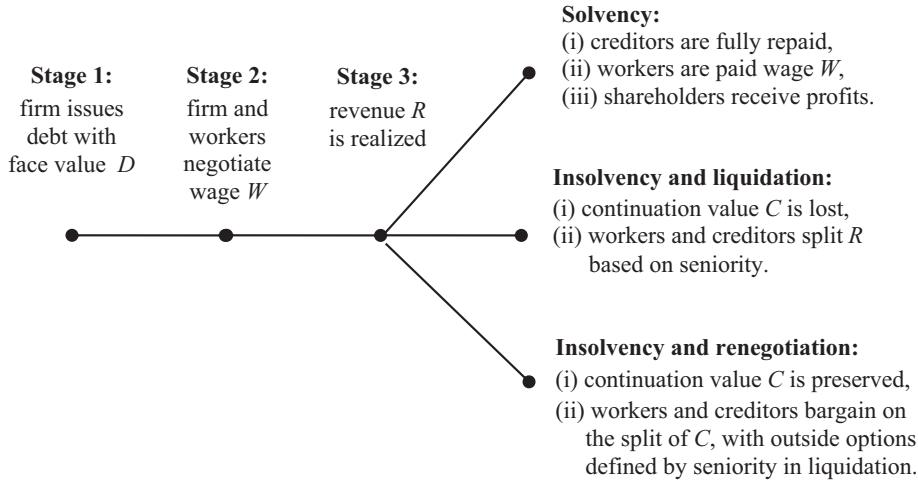 Stage 1:
firm issues
debt with
face value D
Stage 2:
firm and
workers
negotiate
wage W
Stage 3:
revenue R
is realized
Solvency:
(i) creditors are fully repaid,
(ii) workers are paid wage W,
(iii) shareholders receive profits.
Insolvency and liquidation:
(i) continuation value C is lost,
(ii) workers and creditors split R
based on seniority.
Insolvency and renegotiation:
(i) continuation value C is preserved,
(ii) workers and creditors bargain on
the split of C, with outside options
defined by seniority in liquidation.